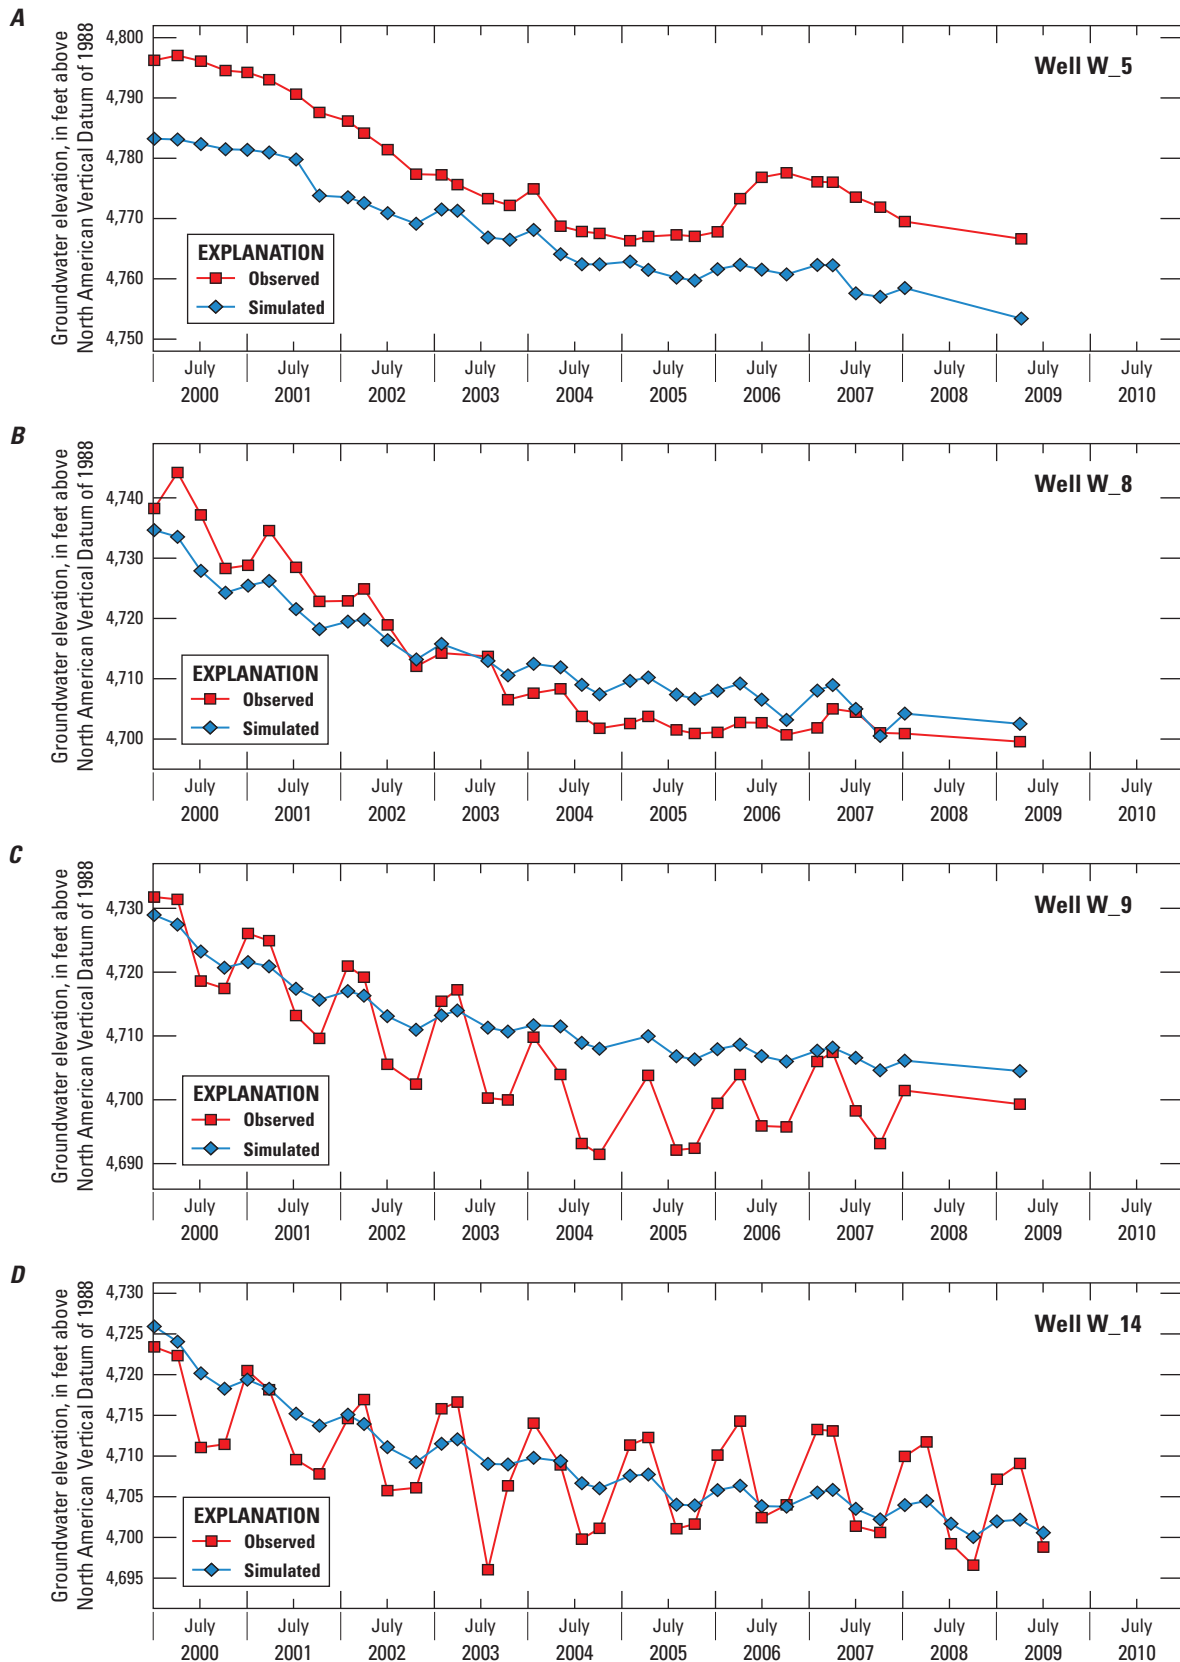 A
Groundwater elevation, in feet above
North American Vertical Datum of 1988
4,800
4,790
4,780
4,770
4,760
4,750
Well W_5
EXPLANATION
Observed
Simulated
July July July July July July July July July July July
2000 2001 2002 2003 2004 2005 2006 2007 2008 2009 2010
B
Groundwater elevation, in feet above
North American Vertical Datum of 1988
4,740
4,730
4,720
4,710
4,700
Well W_8
EXPLANATION
Observed
Simulated
July July July July July July July July July July July
2000 2001 2002 2003 2004 2005 2006 2007 2008 2009 2010
C
Groundwater elevation, in feet above
North American Vertical Datum of 1988
4,730
4,720
4,710
4,700
4,690
Well W_9
EXPLANATION
Observed
Simulated
July July July July July July July July July July July
2000 2001 2002 2003 2004 2005 2006 2007 2008 2009 2010
D
Groundwater elevation, in feet above
North American Vertical Datum of 1988
4,730
4,725
4,720
4,715
4,710
4,705
4,700
4,695
Well W_14
EXPLANATION
Observed
Simulated
July July July July July July July July July July July
2000 2001 2002 2003 2004 2005 2006 2007 2008 2009 2010